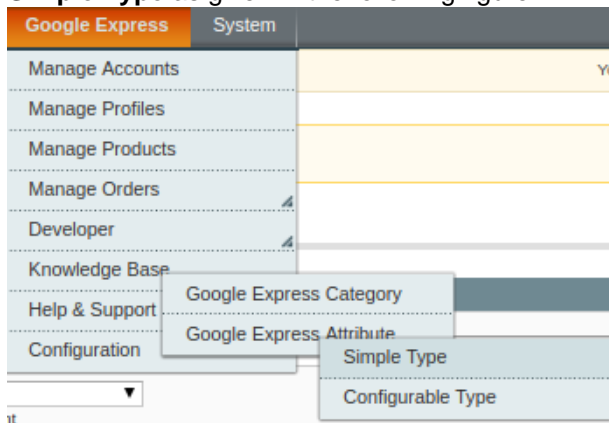 Google Express System
Manage Accounts
Manage Profiles
Manage Products
Manage Orders
Developer
Knowledge Base
Google Express Category
Help & Support
Google Express Attribute
Configuration
Simple Type
Configurable Type